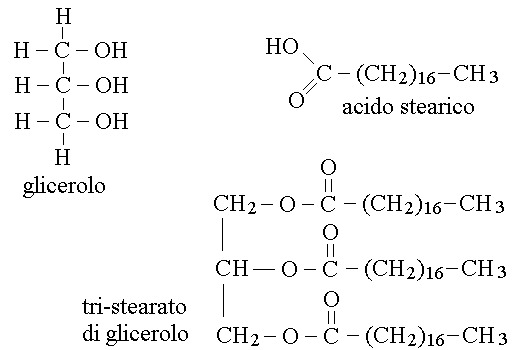 H
H – C – OH
H – C – OH
H – C – OH
H
glicerolo
HO
C – (CH2)16–CH3
O
acido stearico
O
CH2 – O – C – (CH2)16–CH3
O
CH — O – C – (CH2)16–CH3
O
CH2 – O – C – (CH2)16–CH3
tri-stearato
di glicerolo